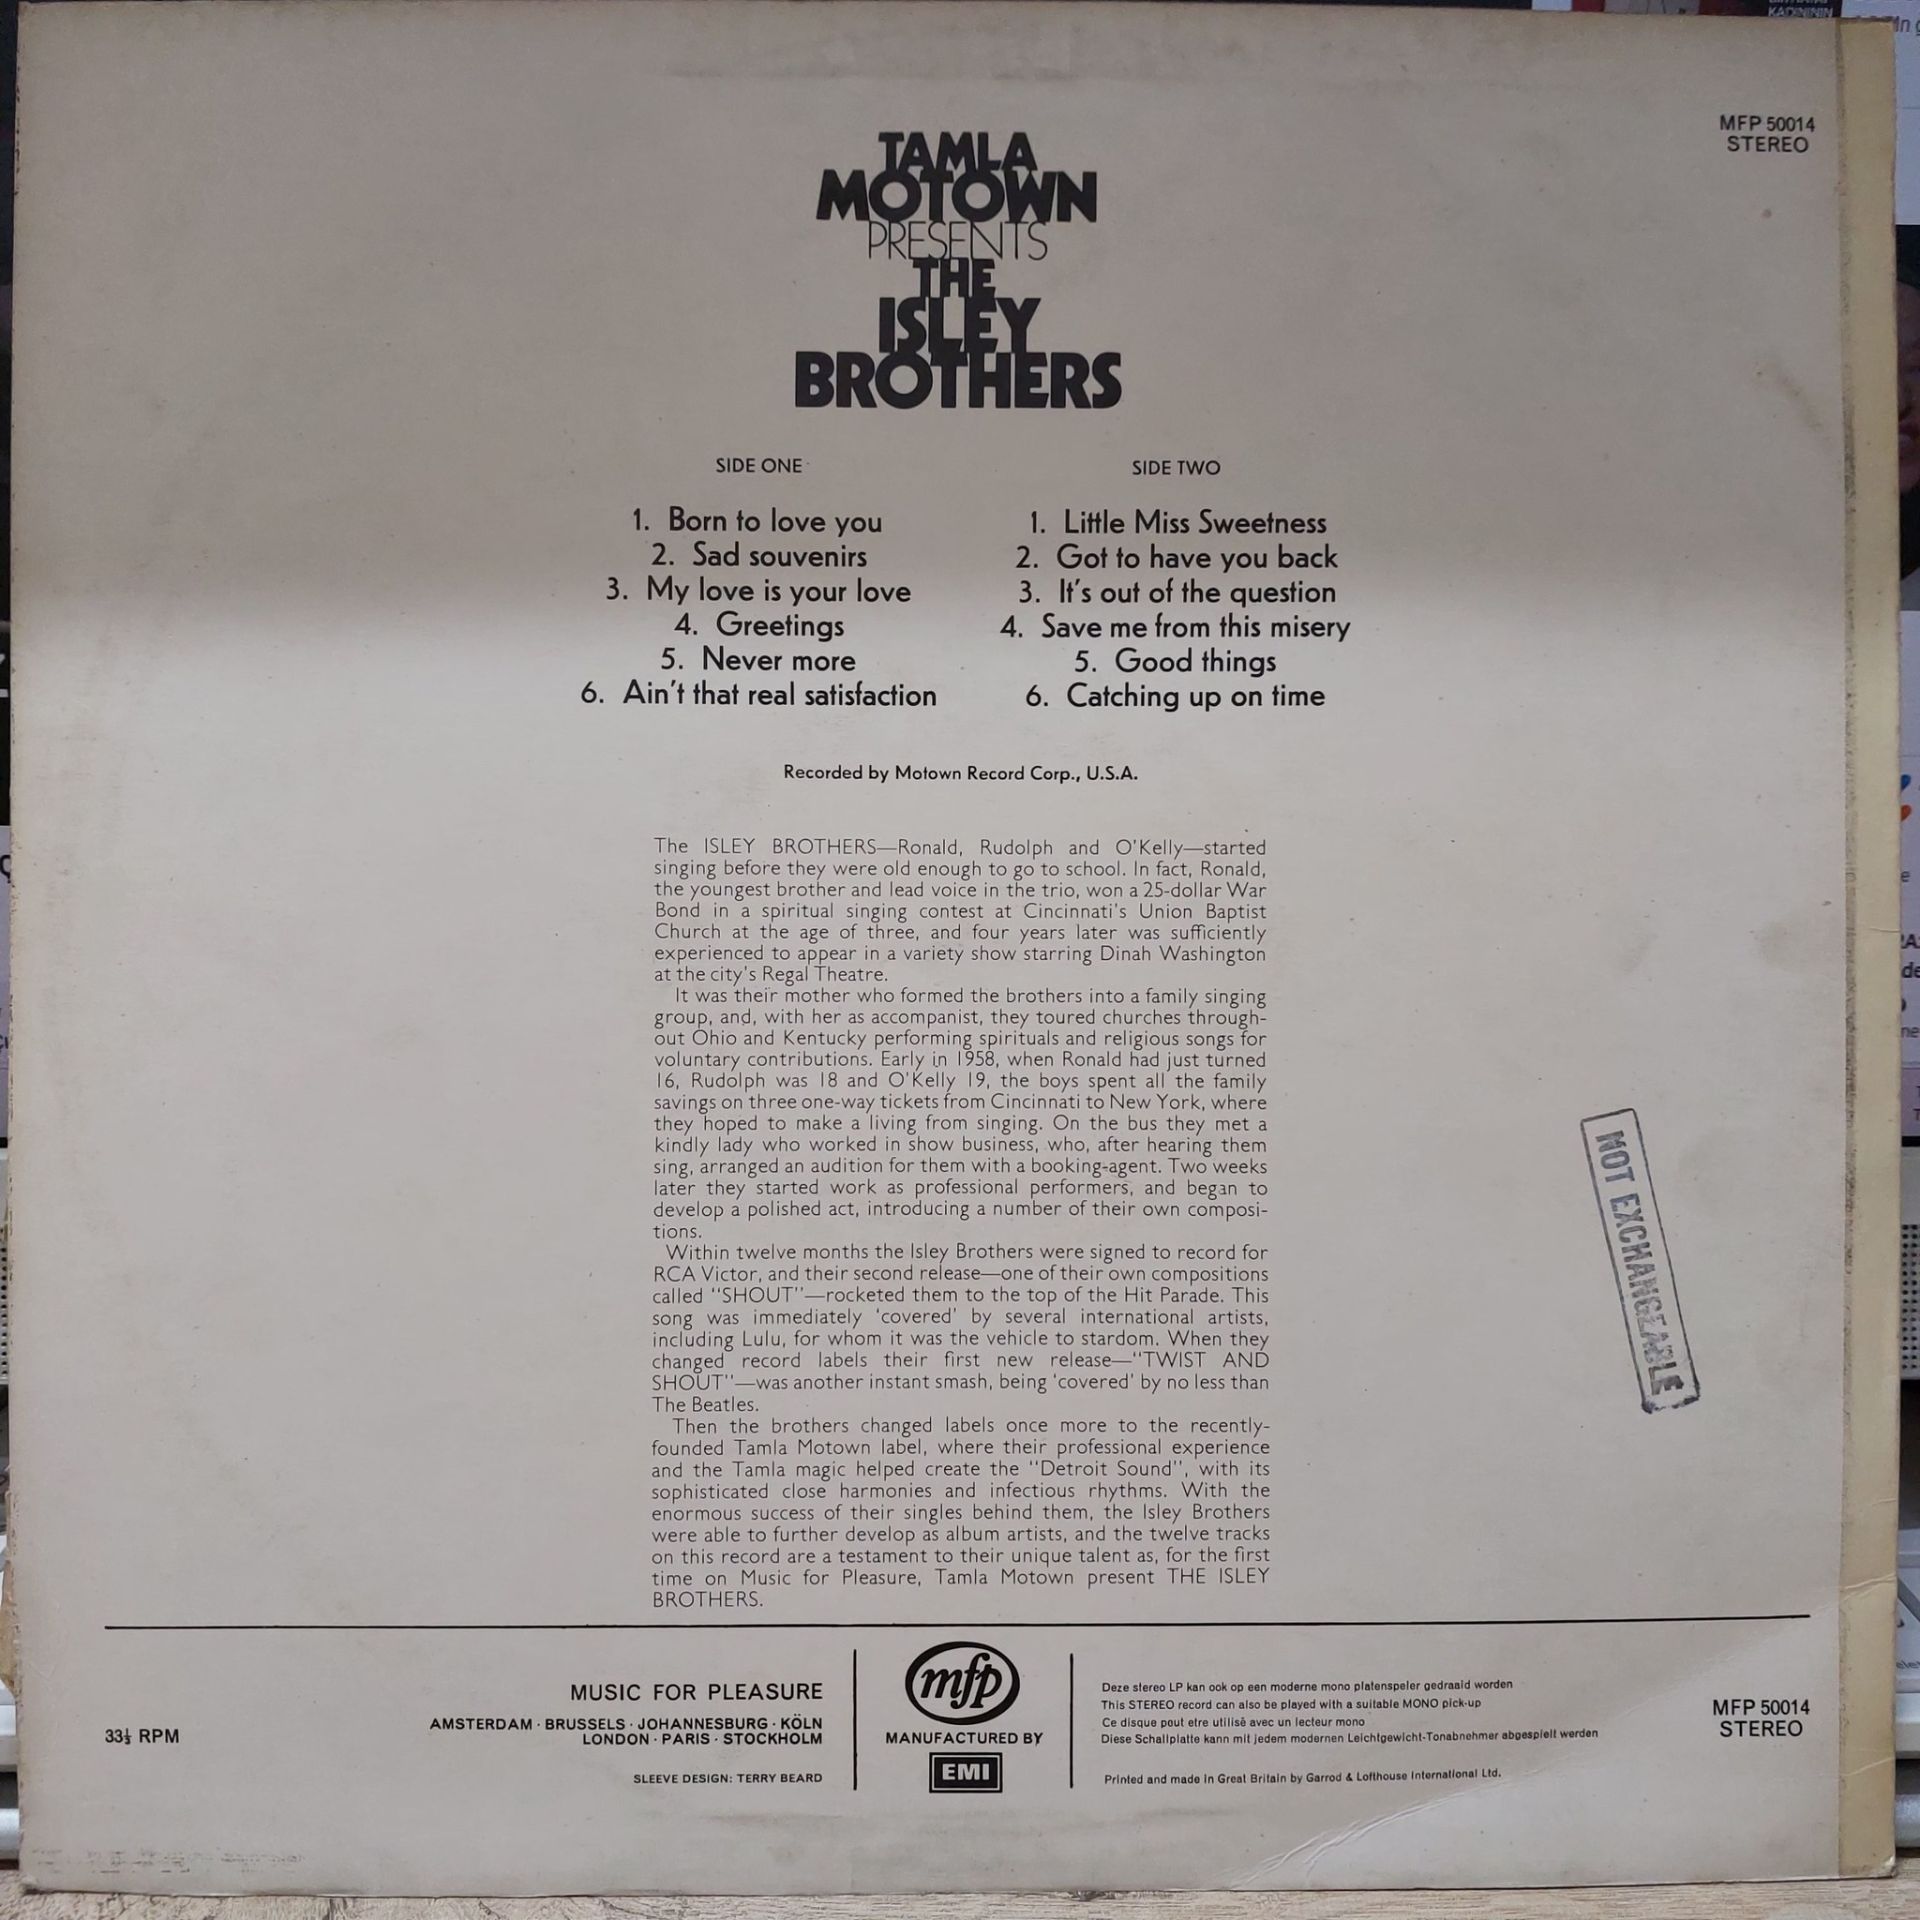 MFP 50014
STEREO
TAMLA
MOTOWN
PRESENTS
THE
ISLEY
BROTHERS
SIDE ONE
1. Born to love you
2. Sad souvenirs
3. My love is your love
4. Greetings
5. Never more
6. Ain't that real satisfaction
SIDE TWO
1. Little Miss Sweetness
2. Got to have you back
3. It's out of the question
4. Save me from this misery
5. Good things
6. Catching up on time
Recorded by Motown Record Corp., U.S.A.
The ISLEY BROTHERS—Ronald, Rudolph and O'Kelly—started
singing before they were old enough to go to school. In fact, Ronald,
the youngest brother and lead voice in the trio, won a 25-dollar War
Bond in a spiritual singing contest at Cincinnati's Union Baptist
Church at the age of three, and four years later was sufficiently
experienced to appear in a variety show starring Dinah Washington
at the city's Regal Theatre.
It was their mother who formed the brothers into a family singing
group, and, with her as accompanist, they toured churches through-
out Ohio and Kentucky performing spirituals and religious songs for
voluntary contributions. Early in 1958, when Ronald had just turned
16, Rudolph was 18 and O'Kelly 19, the boys spent all the family
savings on three one-way tickets from Cincinnati to New York, where
they hoped to make a living from singing. On the bus they met a
kindly lady who worked in show business, who, after hearing them
sing, arranged an audition for them with a booking-agent. Two weeks
later they started work as professional performers, and began to
develop a polished act, introducing a number of their own composi-
tions.
Within twelve months the Isley Brothers were signed to record for
RCA Victor, and their second release—one of their own compositions
called "SHOUT"—rocketed them to the top of the Hit Parade. This
song was immediately 'covered' by several international artists,
including Lulu, for whom it was the vehicle to stardom. When they
changed record labels their first new release—"TWIST AND
SHOUT"—was another instant smash, being 'covered' by no less than
The Beatles.
Then the brothers changed labels once more to the recently-
founded Tamla Motown label, where their professional experience
and the Tamla magic helped create the "Detroit Sound", with its
sophisticated close harmonies and infectious rhythms. With the
enormous success of their singles behind them, the Isley Brothers
were able to further develop as album artists, and the twelve tracks
on this record are a testament to their unique talent as, for the first
time on Music for Pleasure, Tamla Motown present THE ISLEY
BROTHERS.
NOT EXCHANGEABLE
33⅓ RPM
MUSIC FOR PLEASURE
AMSTERDAM · BRUSSELS · JOHANNESBURG · KÖLN
LONDON · PARIS · STOCKHOLM
SLEEVE DESIGN: TERRY BEARD
mfp
MANUFACTURED BY
EMI
Deze stereo LP kan ook op een moderne mono platenspeler gedraaid worden
This STEREO record can also be played with a suitable MONO pick-up
Ce disque peut etre utilisé avec un lecteur mono
Diese Schallplatte kann mit jedem modernen Leichtgewicht-Tonabnehmer abgespielt werden
Printed and made in Great Britain by Garrod & Lofthouse International Ltd.
MFP 50014
STEREO